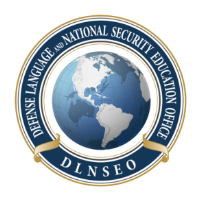 DEFENSE LANGUAGE AND NATIONAL SECURITY EDUCATION OFFICE
DLNSEO